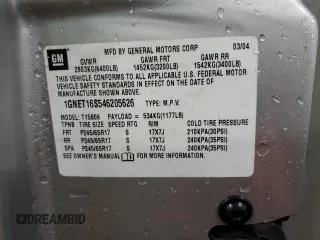 GM
MFD BY GENERAL MOTORS CORP 03/04
GVWR GAWR FRT GAWR RR
2903KG(6400LB) 1452KG(3200LB) 1542KG(3400LB)
THIS VEHICLE CONFORMS TO ALL APPLICABLE U.S. FEDERAL MOTOR
VEHICLE SAFETY STANDARDS IN EFFECT ON THE DATE OF
MANUFACTURE SHOWN ABOVE.
1GNET16S546205626 TYPE: M.P.V.
MODEL: T15806 PAYLOAD = 534KG(1177LB)
TPNB TIRE SIZE SPEED RTG RIM COLD TIRE PRESSURE
FRT P245/65R17 S 17X7J 210KPA(30PSI)
RR P245/65R17 S 17X7J 240KPA(35PSI)
SPA P245/65R17 S 17X7J 240KPA(35PSI)
SEE OWNER'S MANUAL FOR MORE INFORMATION.
DREAMBID